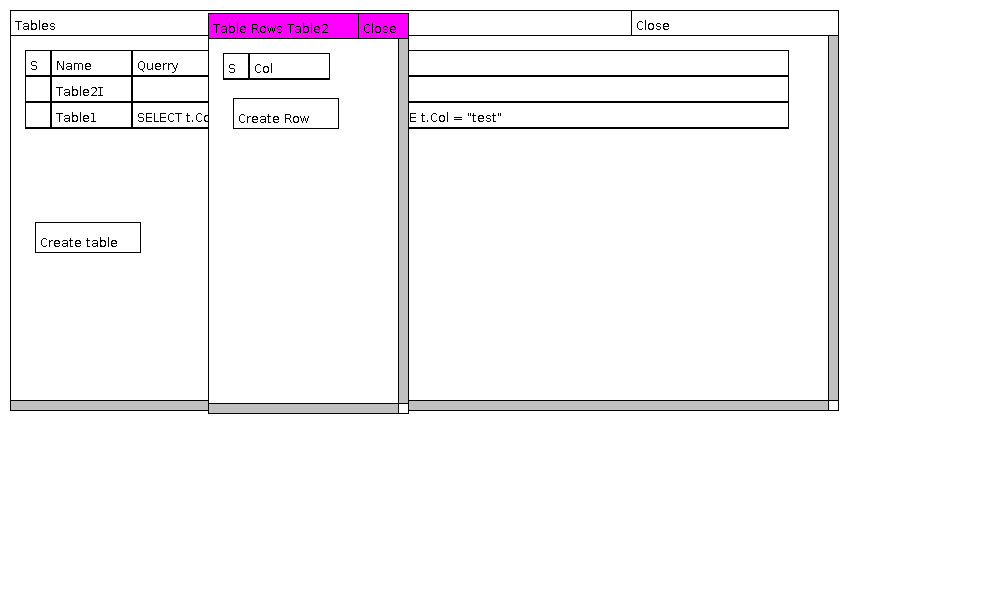 Tables
Table Rows Table2 Close
Close
S Name Querry
S Col
Table2I
Table1 SELECT t.Co
E t.Col = "test"
Create Row
Create table